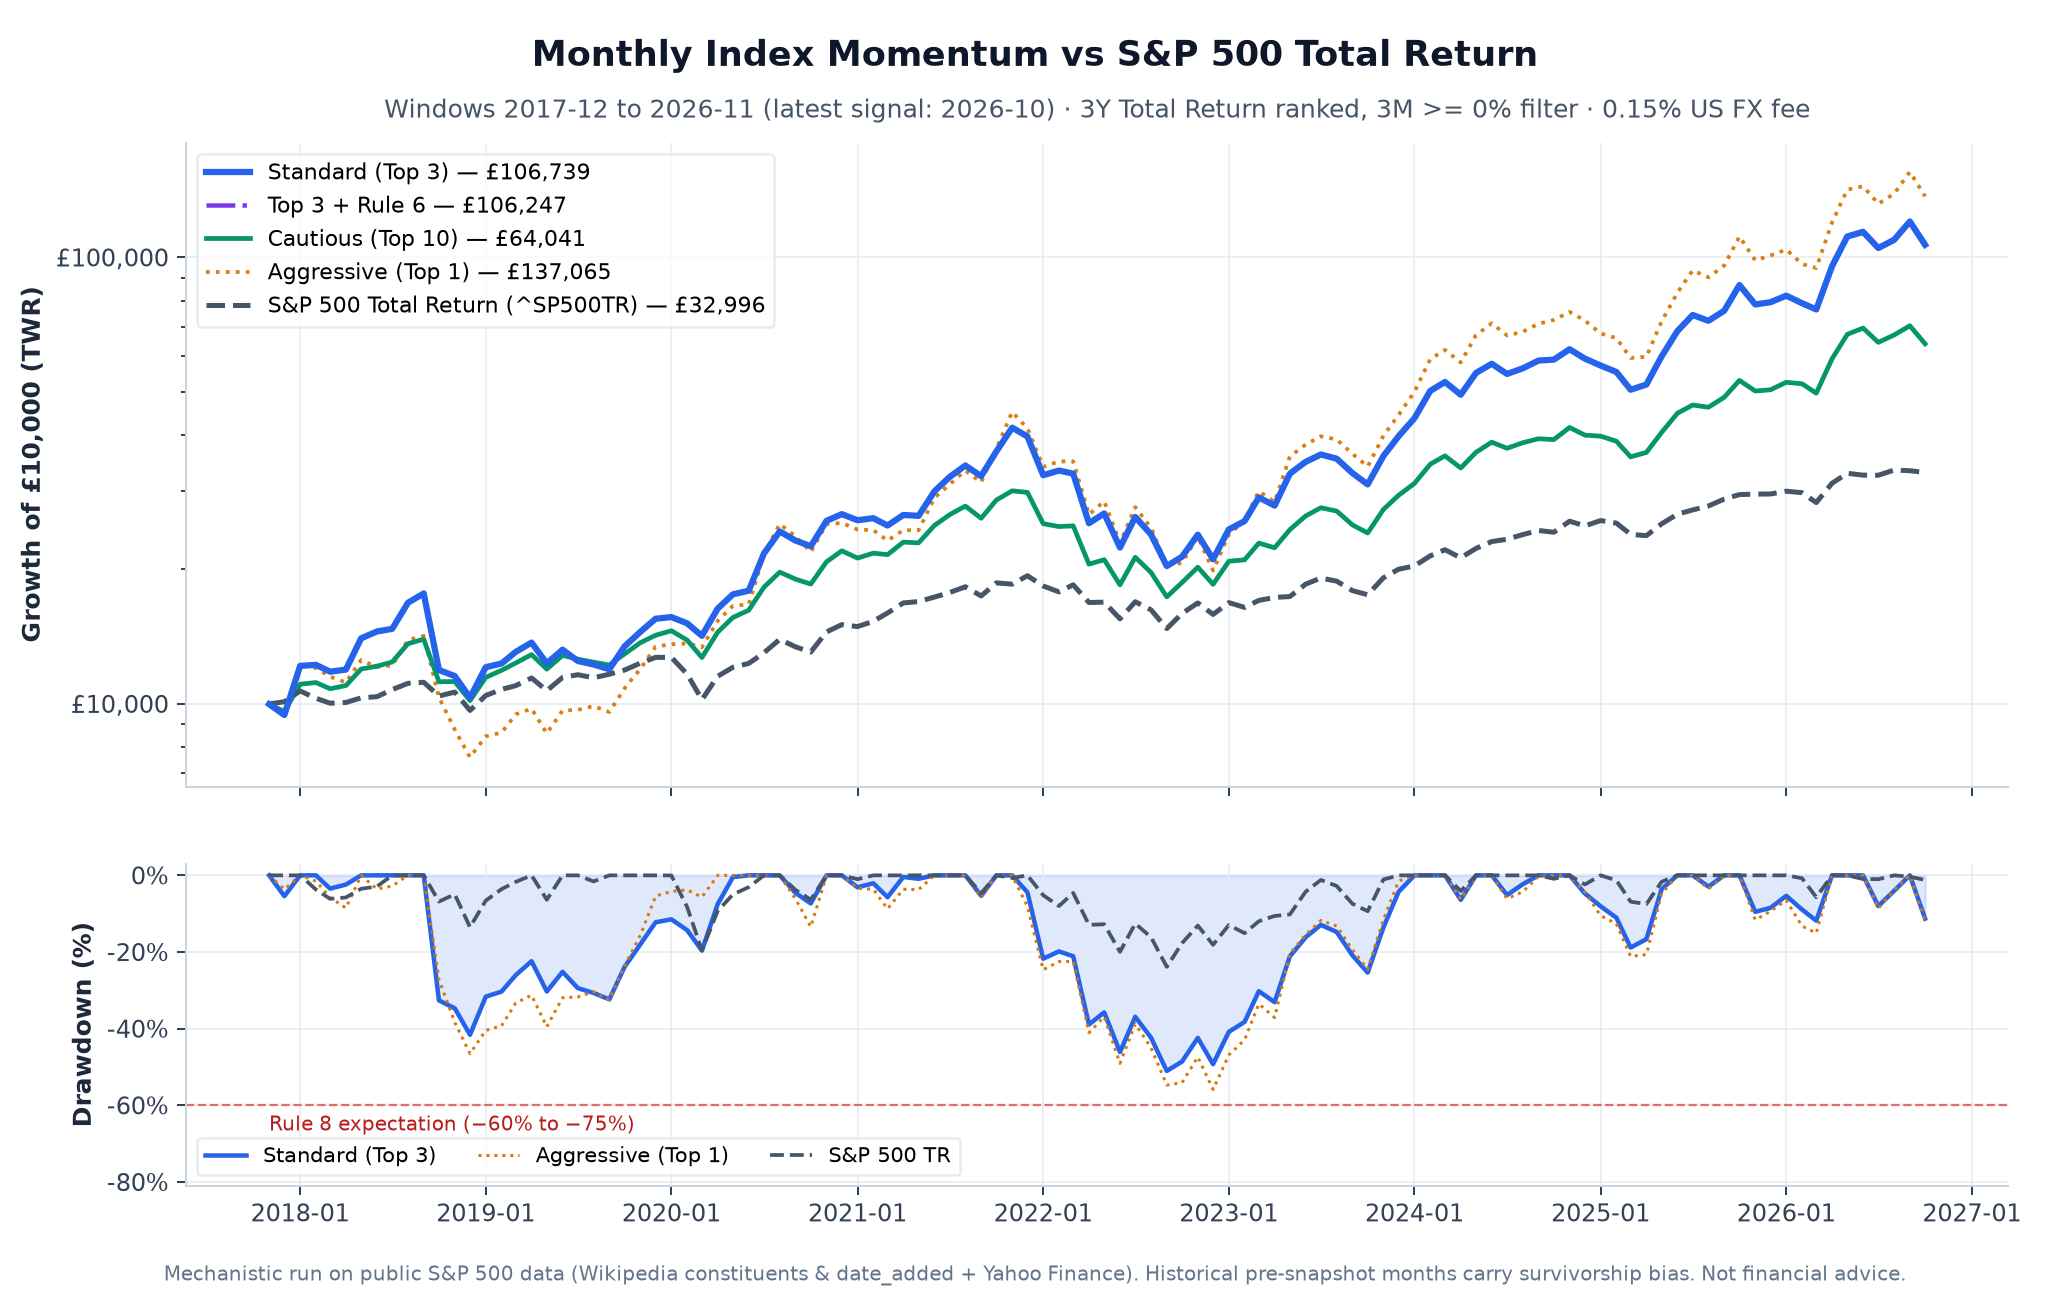 Monthly Index Momentum vs S&P 500 Total Return
Windows 2017-12 to 2026-11 (latest signal: 2026-10) · 3Y Total Return ranked, 3M >= 0% filter · 0.15% US FX fee
Growth of £10,000 (TWR)
£100,000
£10,000
Standard (Top 3) — £106,739
Top 3 + Rule 6 — £106,247
Cautious (Top 10) — £64,041
Aggressive (Top 1) — £137,065
S&P 500 Total Return (^SP500TR) — £32,996
Drawdown (%)
0%
-20%
-40%
-60%
-80%
Rule 8 expectation (−60% to −75%)
Standard (Top 3) Aggressive (Top 1) S&P 500 TR
2018-01 2019-01 2020-01 2021-01 2022-01 2023-01 2024-01 2025-01 2026-01 2027-01
Mechanistic run on public S&P 500 data (Wikipedia constituents & date_added + Yahoo Finance). Historical pre-snapshot months carry survivorship bias. Not financial advice.